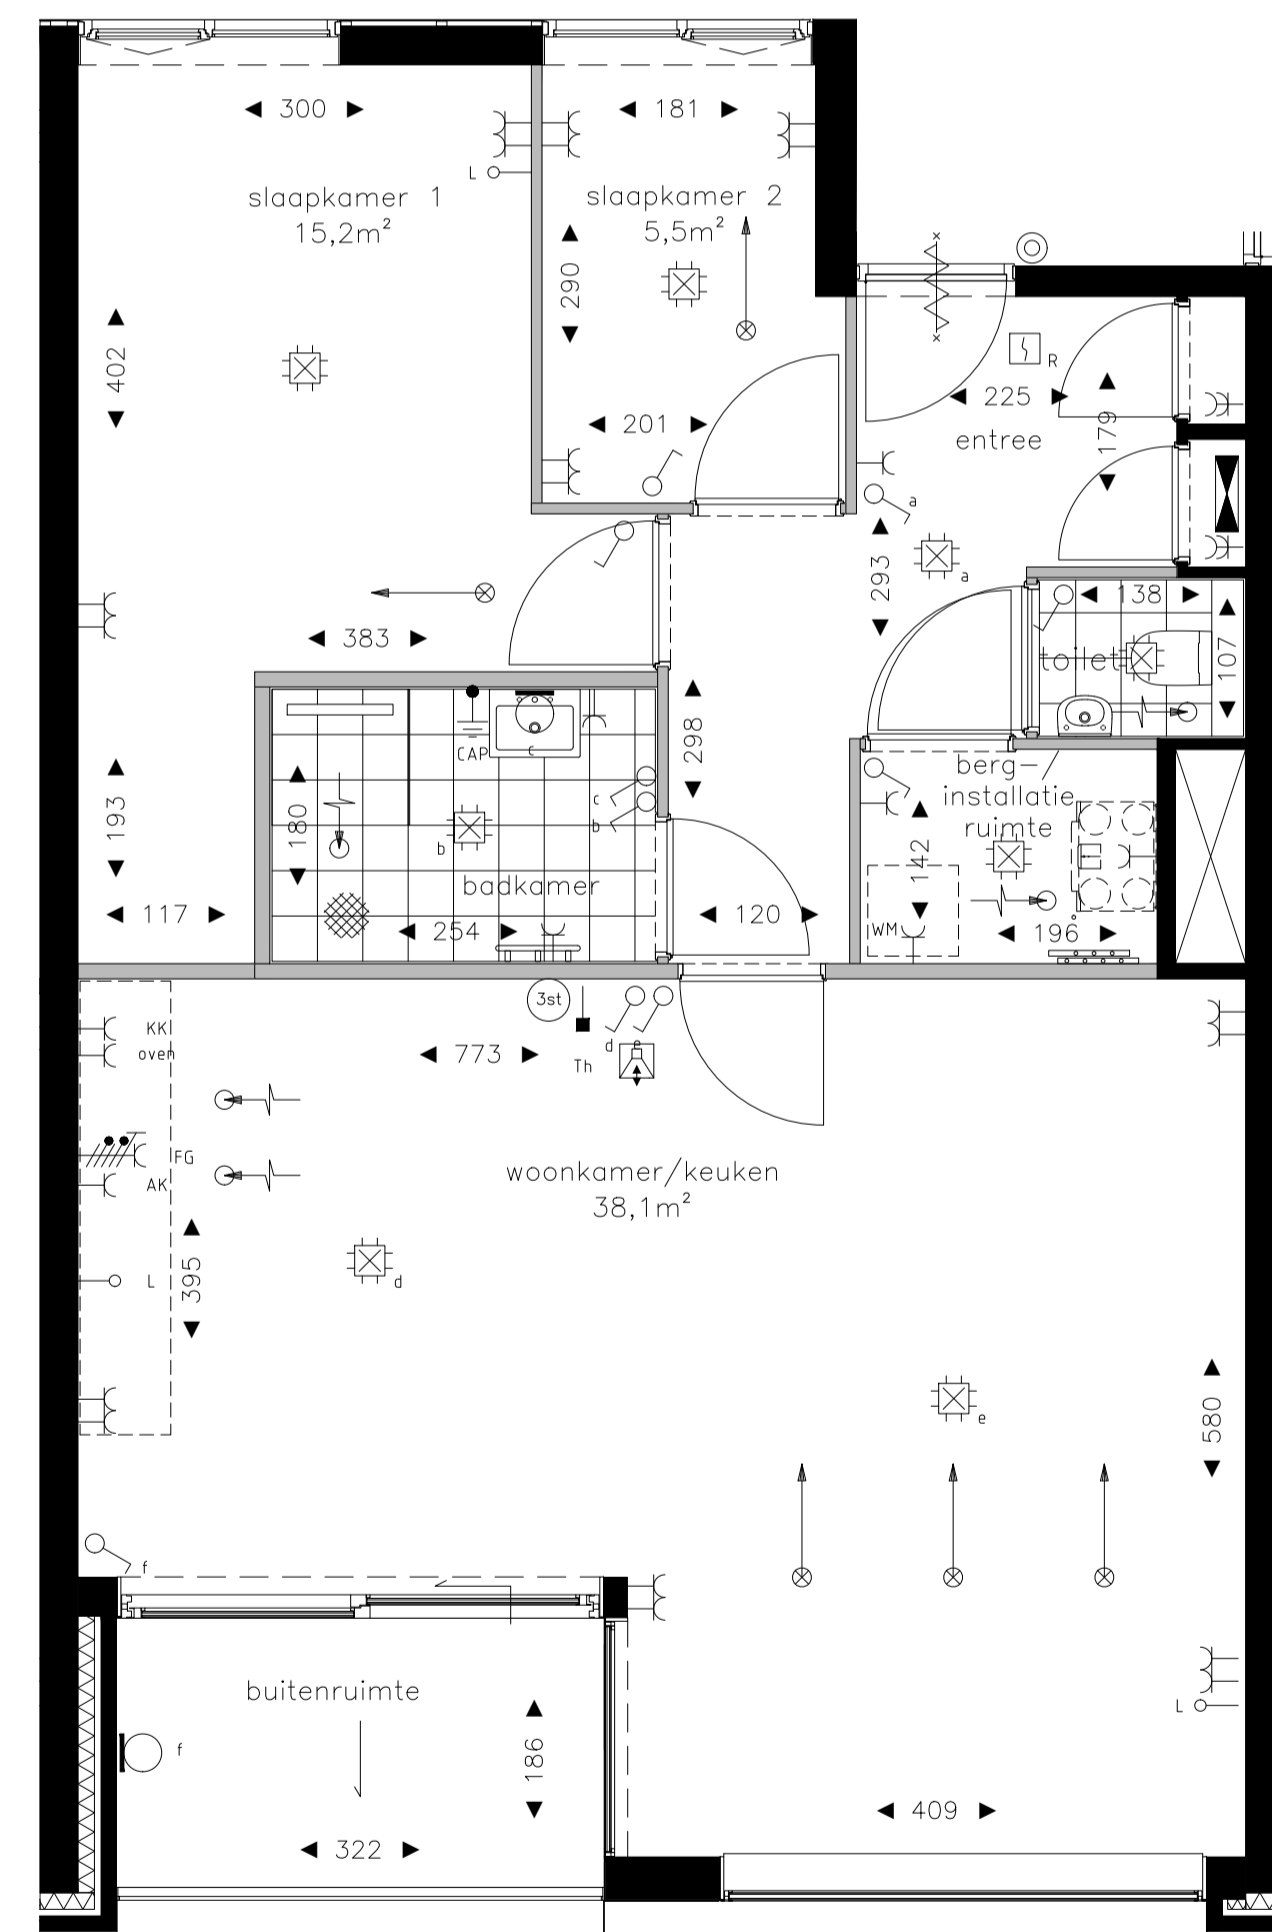 300
181
L
slaapkamer 1
15,2m²
slaapkamer 2
5,5m²
290
402
R
225
179
entree
201
a
293
a
138
toilet
107
383
298
CAP
c
c
b
b
180
193
badkamer
117
254
120
berg-
installatie
ruimte
142
WM
196
3st
KK
oven
773
Th
d
e
FG
AK
woonkamer/keuken
38,1m²
395
L
d
e
580
f
buitenruimte
L
f
186
409
322